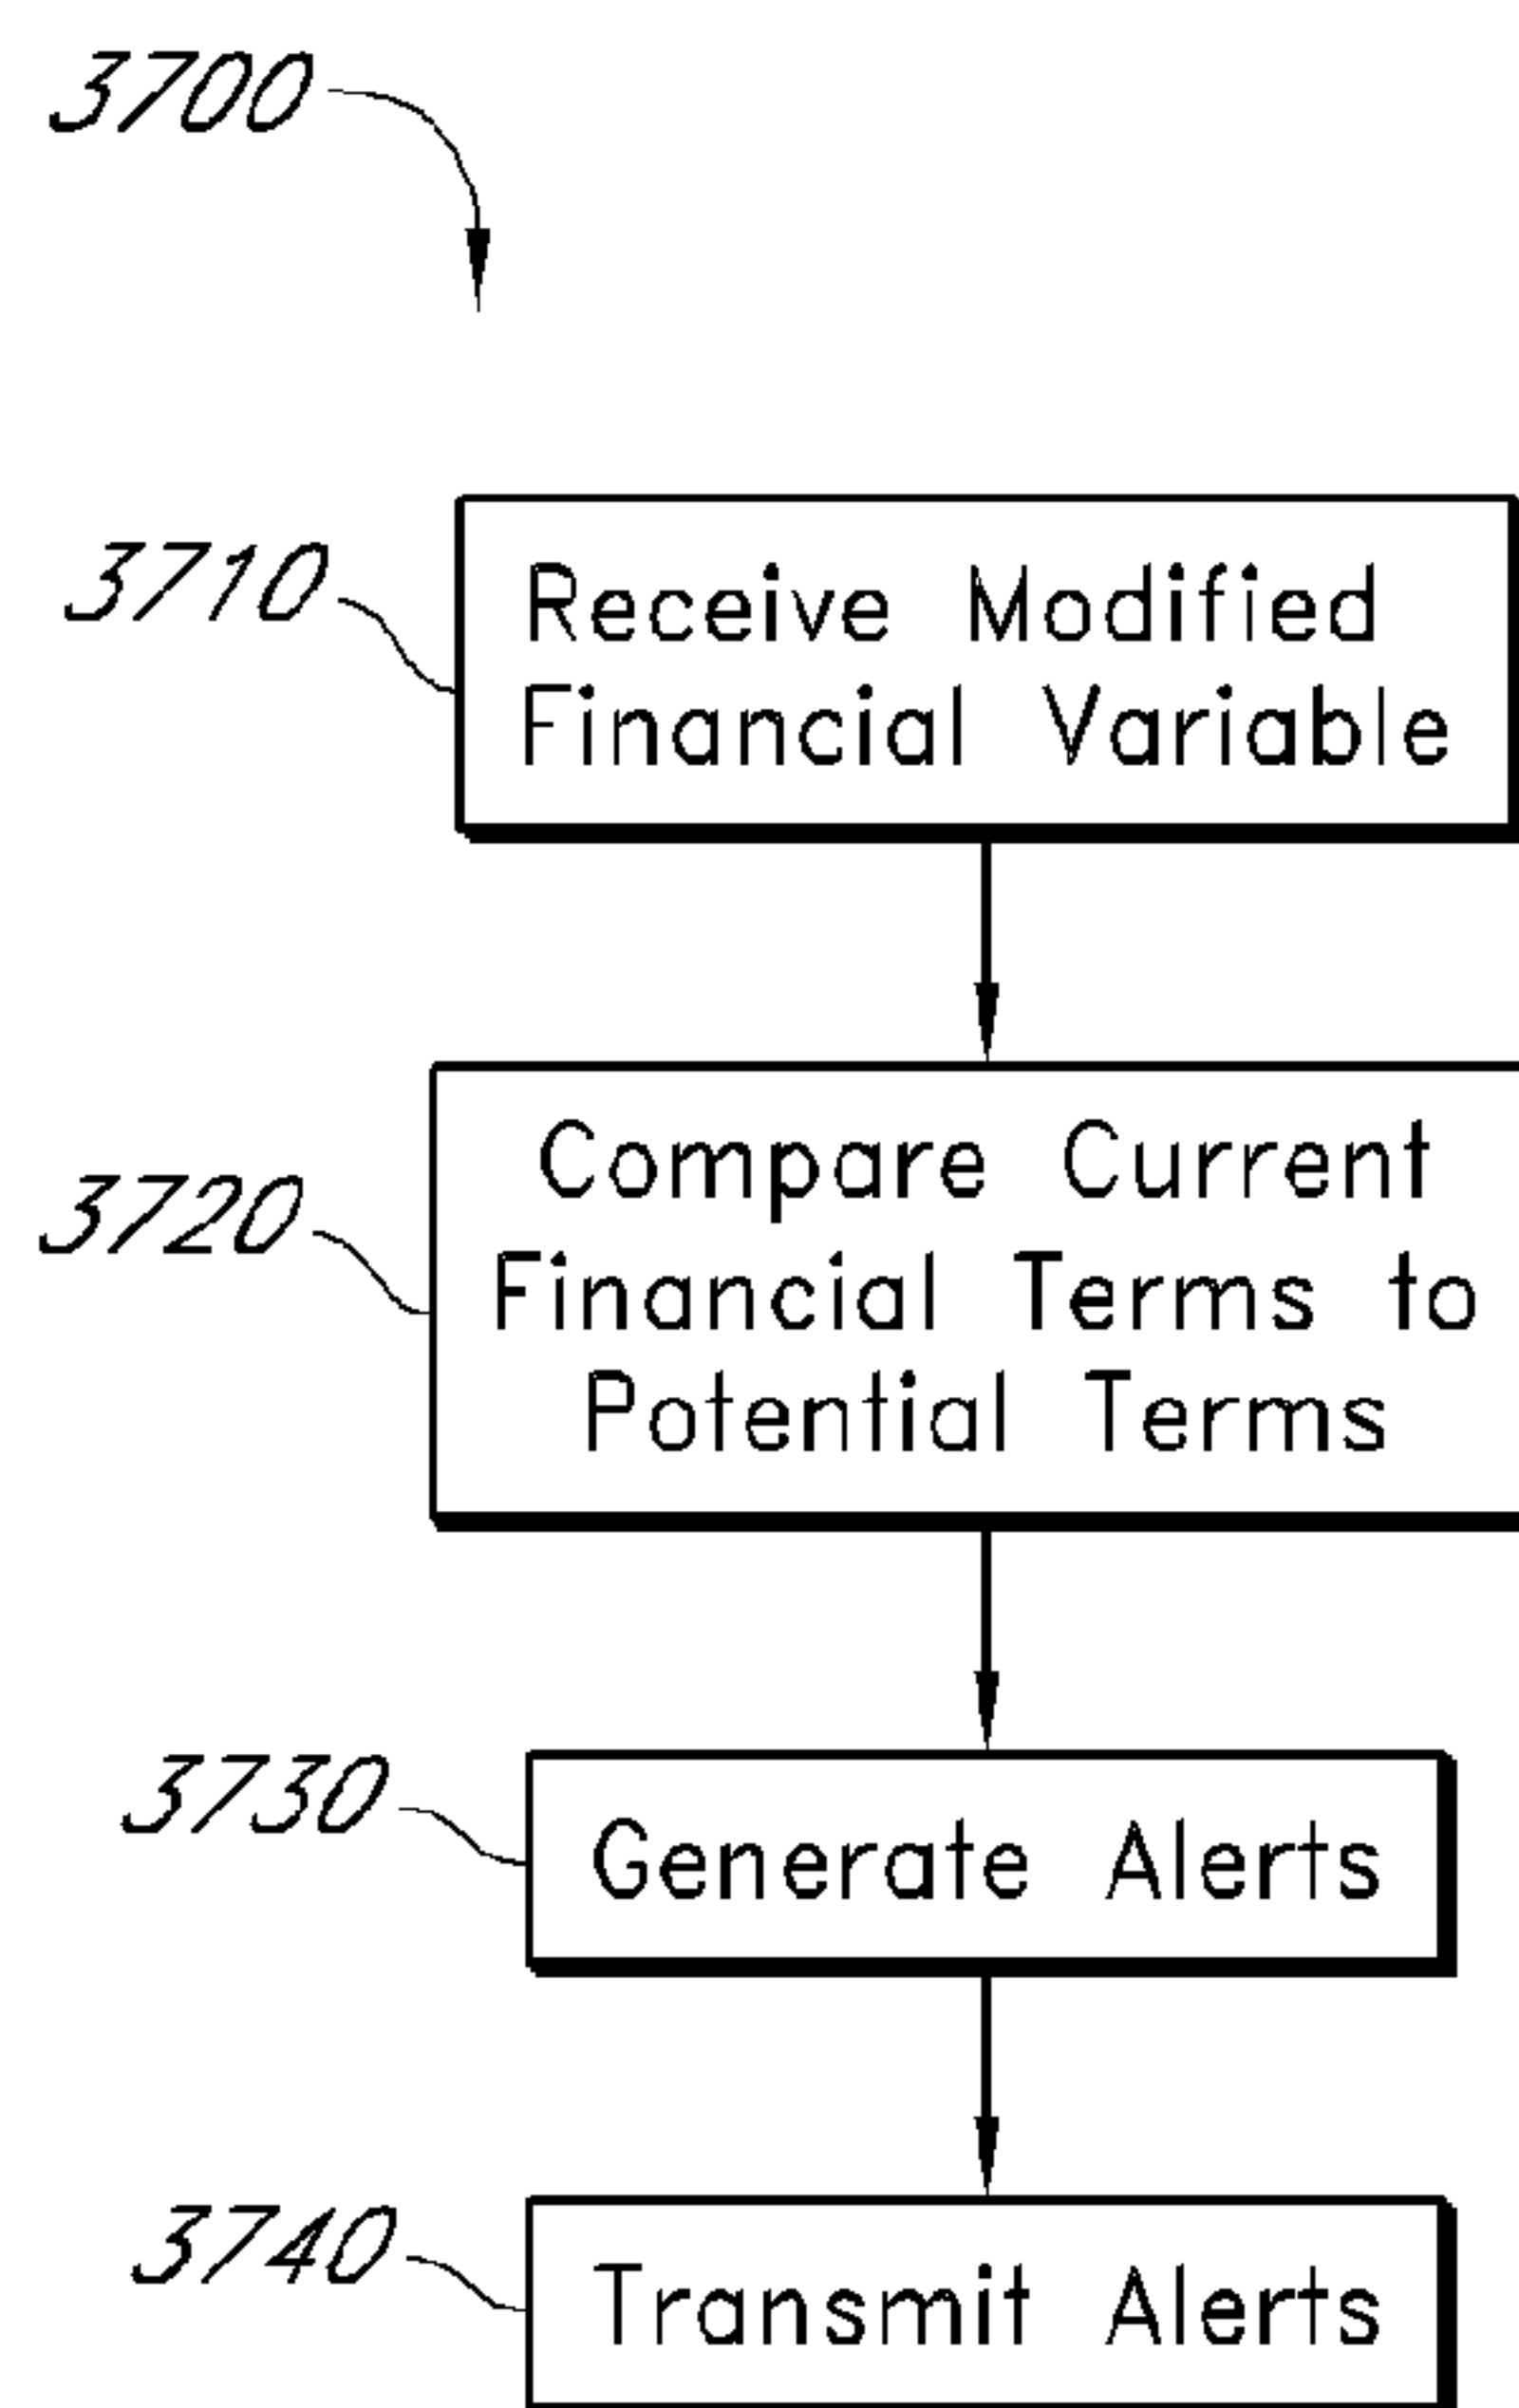 3700
3710
Receive Modified
Financial Variable
3720
Compare Current
Financial Terms to
Potential Terms
3730
Generate Alerts
3740
Transmit Alerts